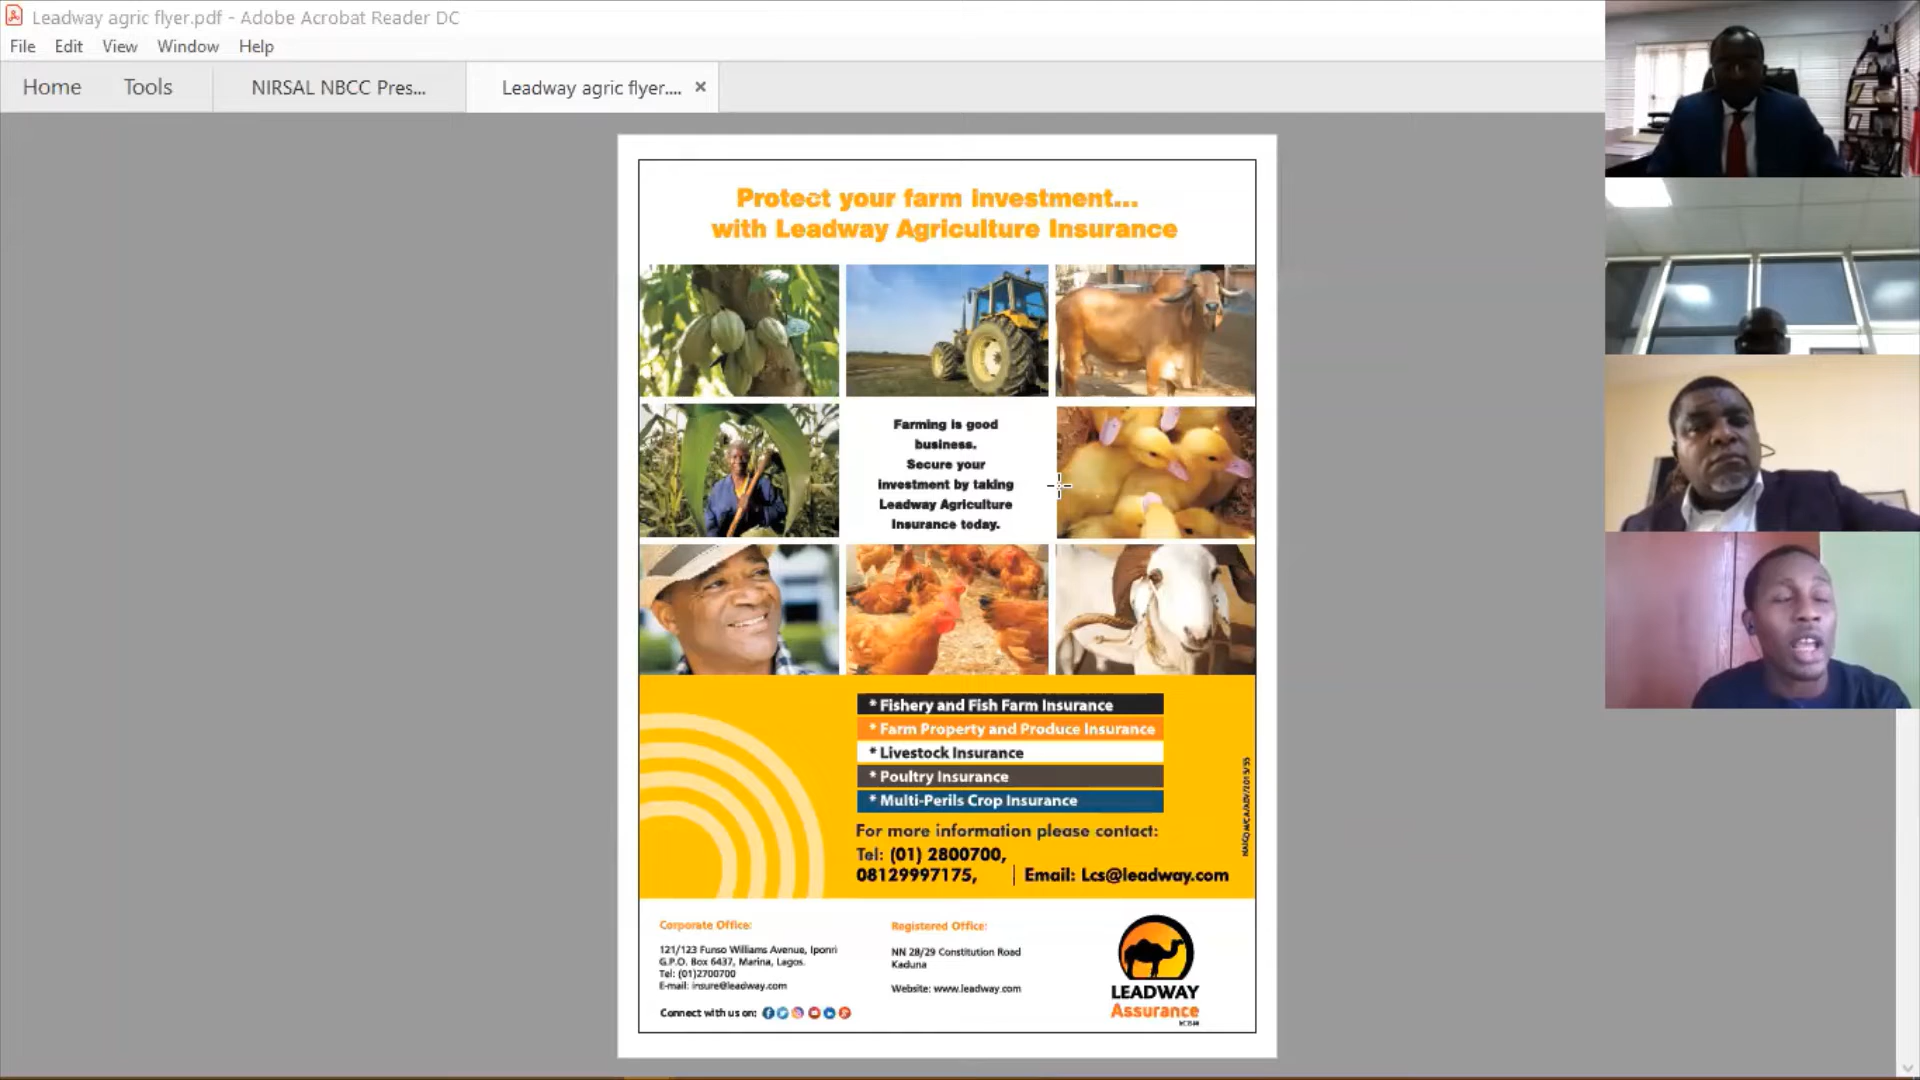 Leadway agric flyer.pdf - Adobe Acrobat Reader DC
File Edit View Window Help
Home Tools NIRSAL NBCC Pres... Leadway agric flyer....
Protect your farm investment...
with Leadway Agriculture Insurance
Farming is good
business.
Secure your
investment by taking
Leadway Agriculture
Insurance today.
* Fishery and Fish Farm Insurance
* Farm Property and Produce Insurance
* Livestock Insurance
* Poultry Insurance
* Multi-Perils Crop Insurance
For more information please contact:
Tel: (01) 2800700,
08129997175, | Email: Lcs@leadway.com
NAICOM/CA/ADV/2015/55
Corporate Office:
121/123 Funso Williams Avenue, Iponri
G.P.O. Box 6437, Marina, Lagos.
Tel: (01)2700700
E-mail: insure@leadway.com
Connect with us on:
Registered Office:
NN 28/29 Constitution Road
Kaduna
Website: www.leadway.com
LEADWAY
Assurance